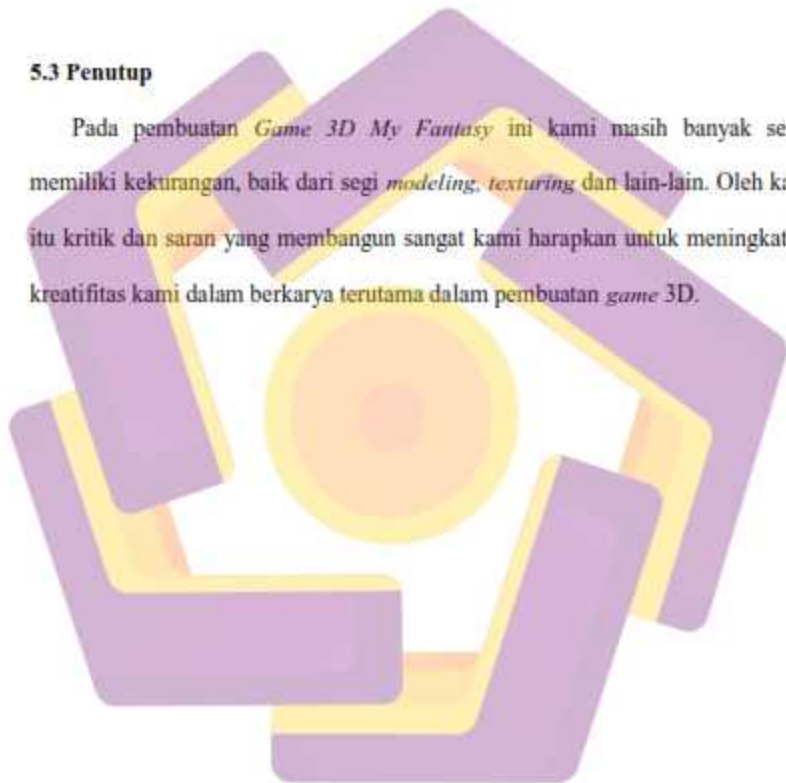 5.3 Penutup
Pada pembuatan Game 3D My Fantasy ini kami masih banyak se
memiliki kekurangan, baik dari segi modeling, texturing dan lain-lain. Oleh ka
itu kritik dan saran yang membangun sangat kami harapkan untuk meningkat
kreatifitas kami dalam berkarya terutama dalam pembuatan game 3D.